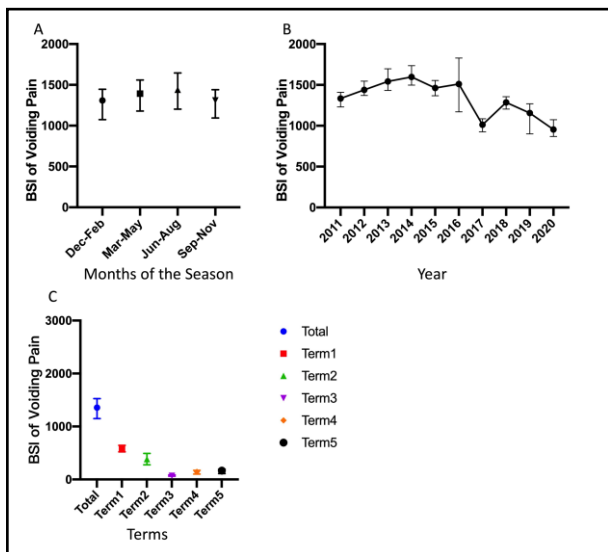 A
BSI of Voiding Pain
2000
1500
1000
500
0
Dec-Feb
Mar-May
Jun-Aug
Sep-Nov
Months of the Season
B
BSI of Voiding Pain
2000
1500
1000
500
0
2011
2012
2013
2014
2015
2016
2017
2018
2019
2020
Year
C
BSI of Voiding Pain
3000
2000
1000
0
Total
Term1
Term2
Term3
Term4
Term5
Terms
Total
Term1
Term2
Term3
Term4
Term5